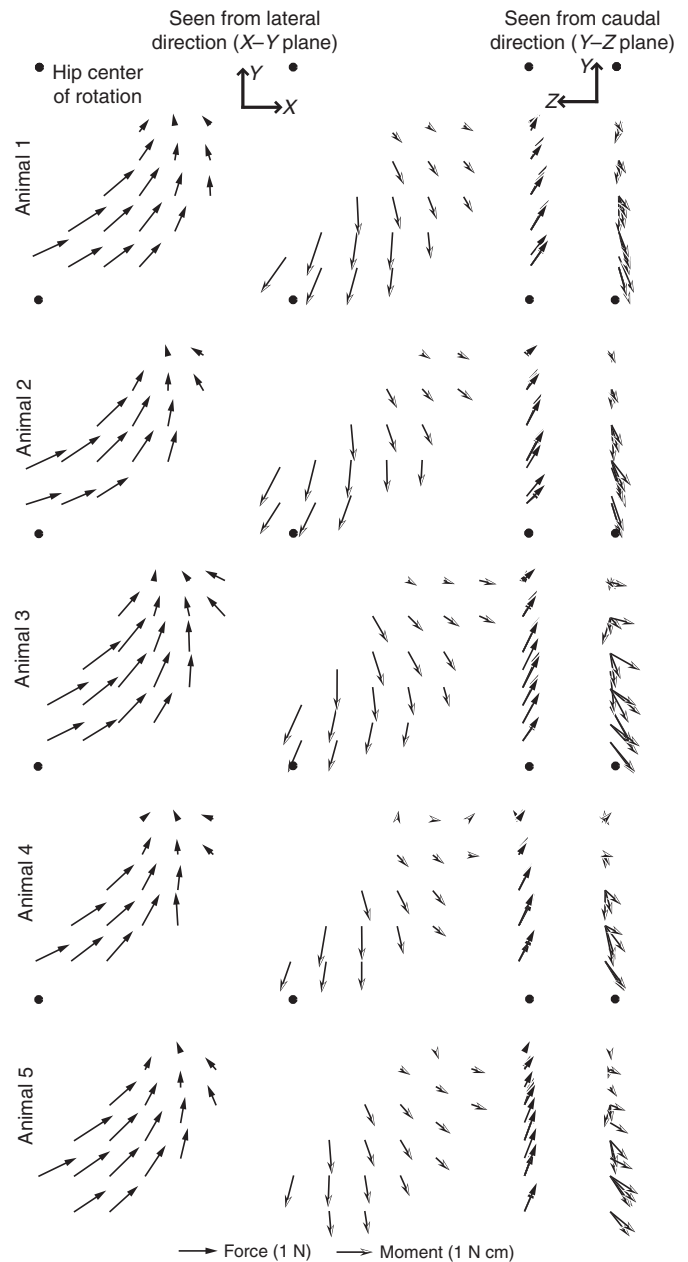 Seen from lateral
direction (X–Y plane)
Seen from caudal
direction (Y–Z plane)
Hip center
of rotation
Y
X
Y
Z
Animal 1
Animal 2
Animal 3
Animal 4
Animal 5
Force (1 N)
Moment (1 N cm)